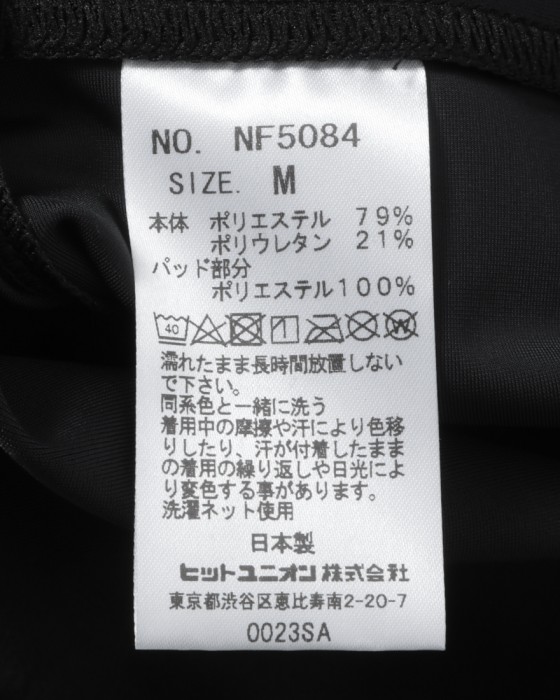 NO. NF5084
SIZE. M
本体 ポリエステル 79%
ポリウレタン 21%
パッド部分
ポリエステル100%
40
濡れたまま長時間放置しない
で下さい。
同系色と一緒に洗う
着用中の摩擦や汗により色移
りしたり、汗が付着したまま
の着用の繰り返しや日光によ
り変色する事があります。
洗濯ネット使用
日本製
ヒットユニオン株式会社
東京都渋谷区恵比寿南2-20-7
0023SA